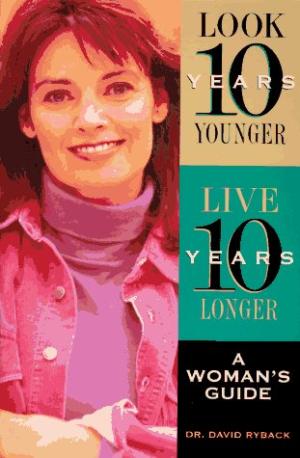 LOOK
10
YEARS
YOUNGER
LIVE
10
YEARS
LONGER
A
WOMAN'S
GUIDE
DR. DAVID RYBACK